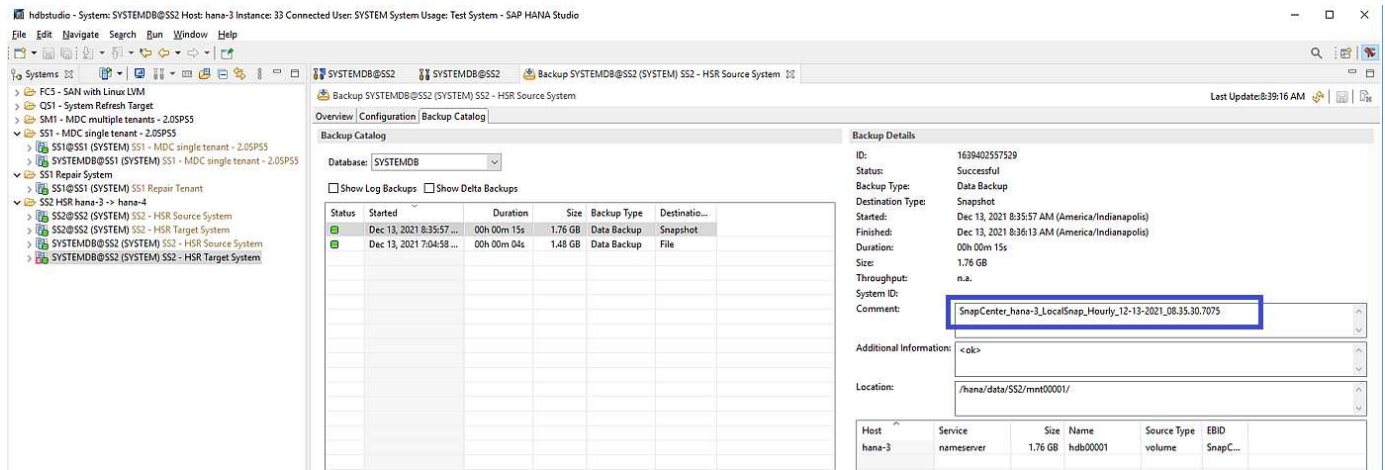 hdbstudio - System: SYSTEMDB@SS2 Host: hana-3 Instance: 33 Connected User: SYSTEM System Usage: Test System - SAP HANA Studio
File Edit Navigate Search Run Window Help
Systems
FC5 - SAN with Linux LVM
QS1 - System Refresh Target
SM1 - MDC multiple tenants - 2.0SPS5
SS1 - MDC single tenant - 2.0SPS5
SS1@SS1 (SYSTEM) SS1 - MDC single tenant - 2.0SPS5
SYSTEMDB@SS1 (SYSTEM) SS1 - MDC single tenant - 2.0SPS5
SS1 Repair System
SS1@SS1 (SYSTEM) SS1 Repair Tenant
SS2 HSR hana-3 -> hana-4
SS2@SS2 (SYSTEM) SS2 - HSR Source System
SS2@SS2 (SYSTEM) SS2 - HSR Target System
SYSTEMDB@SS2 (SYSTEM) SS2 - HSR Source System
SYSTEMDB@SS2 (SYSTEM) SS2 - HSR Target System
SYSTEMDB@SS2 SYSTEMDB@SS2 Backup SYSTEMDB@SS2 (SYSTEM) SS2 - HSR Source System
Backup SYSTEMDB@SS2 (SYSTEM) SS2 - HSR Source System Last Update:8:39:16 AM
Overview Configuration Backup Catalog
Backup Catalog
Database: SYSTEMDB
Show Log Backups Show Delta Backups
Status Started Duration Size Backup Type Destinatio...
Dec 13, 2021 8:35:57 ... 00h 00m 15s 1.76 GB Data Backup Snapshot
Dec 13, 2021 7:04:58 ... 00h 00m 04s 1.48 GB Data Backup File
Backup Details
ID: 1639402557529
Status: Successful
Backup Type: Data Backup
Destination Type: Snapshot
Started: Dec 13, 2021 8:35:57 AM (America/Indianapolis)
Finished: Dec 13, 2021 8:36:13 AM (America/Indianapolis)
Duration: 00h 00m 15s
Size: 1.76 GB
Throughput: n.a.
System ID:
Comment: SnapCenter_hana-3_LocalSnap_Hourly_12-13-2021_08.35.30.7075
Additional Information: <ok>
Location: /hana/data/SS2/mnt00001/
Host Service Size Name Source Type EBID
hana-3 nameserver 1.76 GB hdb00001 volume SnapC...